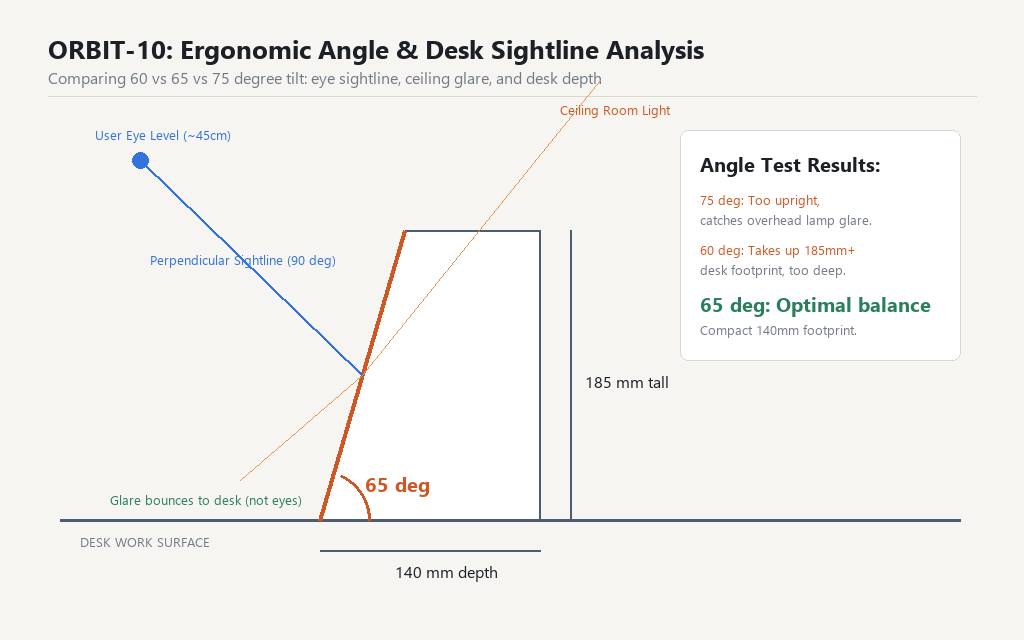 ORBIT-10: Ergonomic Angle & Desk Sightline Analysis
Comparing 60 vs 65 vs 75 degree tilt: eye sightline, ceiling glare, and desk depth
Ceiling Room Light
User Eye Level (~45cm)
Perpendicular Sightline (90 deg)
Angle Test Results:
75 deg: Too upright,
catches overhead lamp glare.
60 deg: Takes up 185mm+
desk footprint, too deep.
65 deg: Optimal balance
Compact 140mm footprint.
185 mm tall
65 deg
Glare bounces to desk (not eyes)
DESK WORK SURFACE
140 mm depth